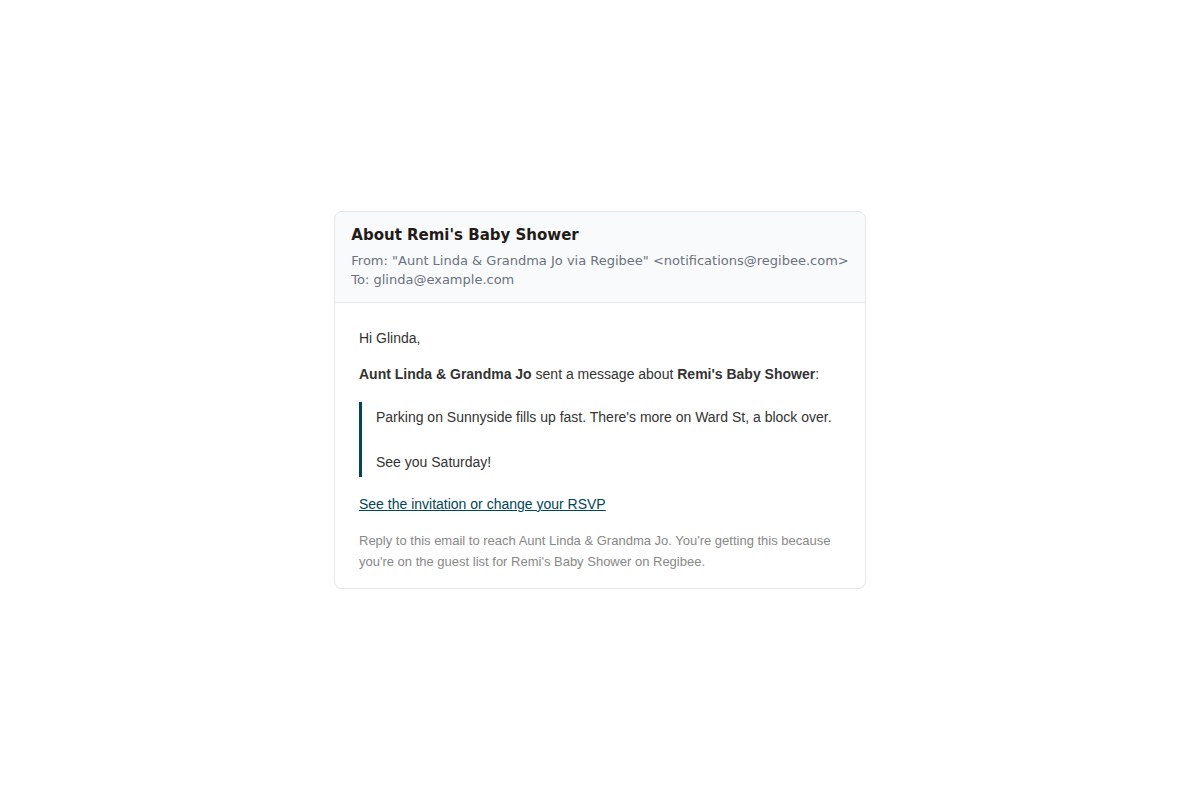 About Remi's Baby Shower
From: "Aunt Linda & Grandma Jo via Regibee" <notifications@regibee.com>
To: glinda@example.com
Hi Glinda,
Aunt Linda & Grandma Jo sent a message about Remi's Baby Shower:
Parking on Sunnyside fills up fast. There's more on Ward St, a block over.
See you Saturday!
See the invitation or change your RSVP
Reply to this email to reach Aunt Linda & Grandma Jo. You're getting this because
you're on the guest list for Remi's Baby Shower on Regibee.